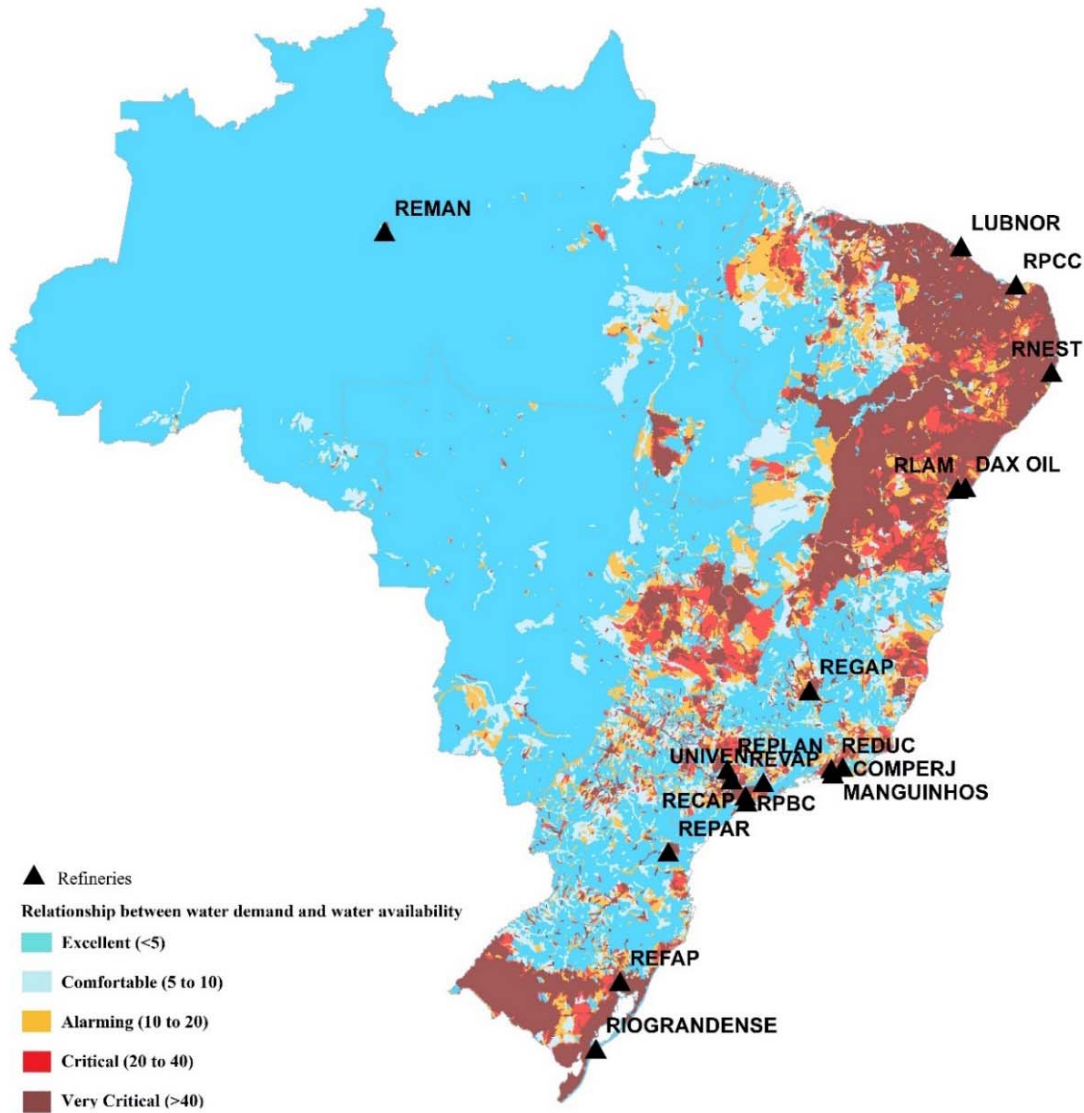 REMAN
LUBNOR
RPCC
RNEST
RLAM DAX OIL
REGAP
REPLAN REDUC
UNIVEN REVAP COMPERJ
MANGUINHOS
RECAP RPBC
REPAR
Refineries
Relationship between water demand and water availability
Excellent (<5)
Comfortable (5 to 10)
REFAP
Alarming (10 to 20)
RIOGRANDENSE
Critical (20 to 40)
Very Critical (>40)